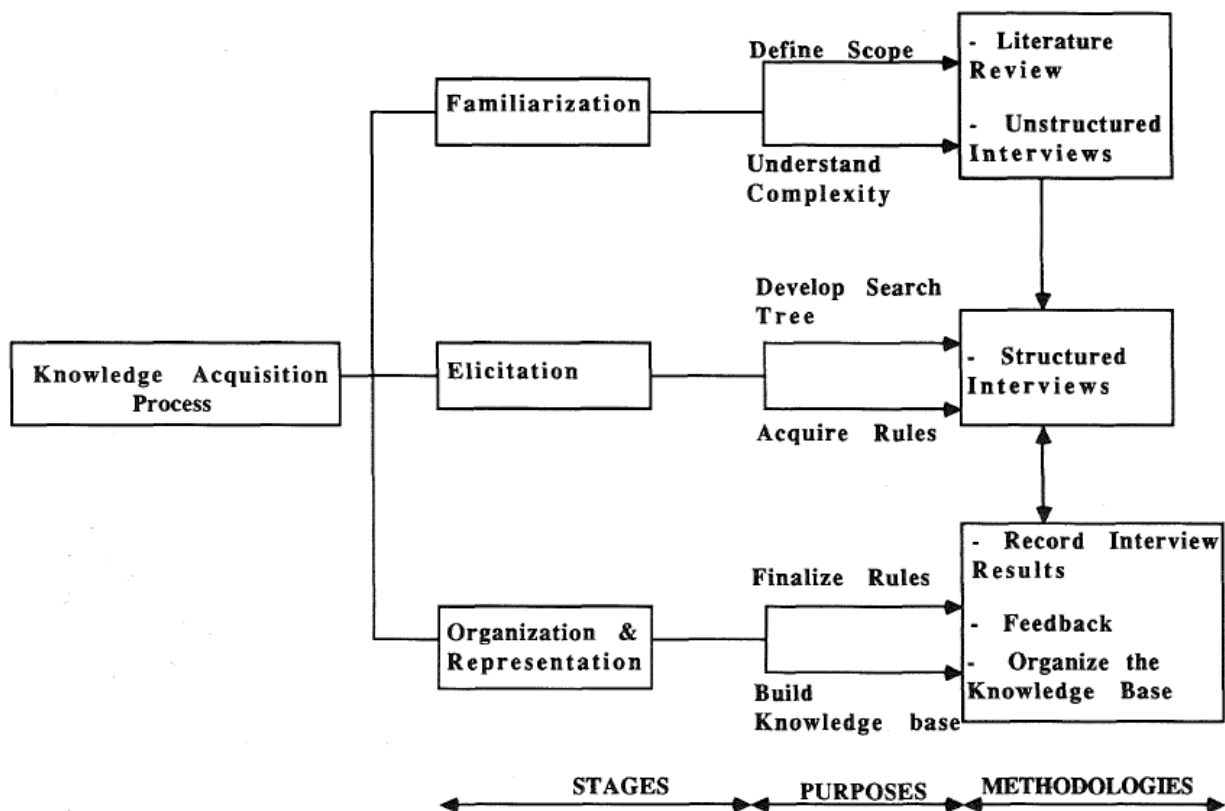 Define Scope
- Literature
Review
Familiarization
- Unstructured
Interviews
Understand
Complexity
Develop Search
Tree
Knowledge Acquisition
Process
Elicitation
- Structured
Interviews
Acquire Rules
- Record Interview
Results
Finalize Rules
- Feedback
Organization &
Representation
- Organize the
Knowledge Base
Build
Knowledge base
STAGES
PURPOSES
METHODOLOGIES